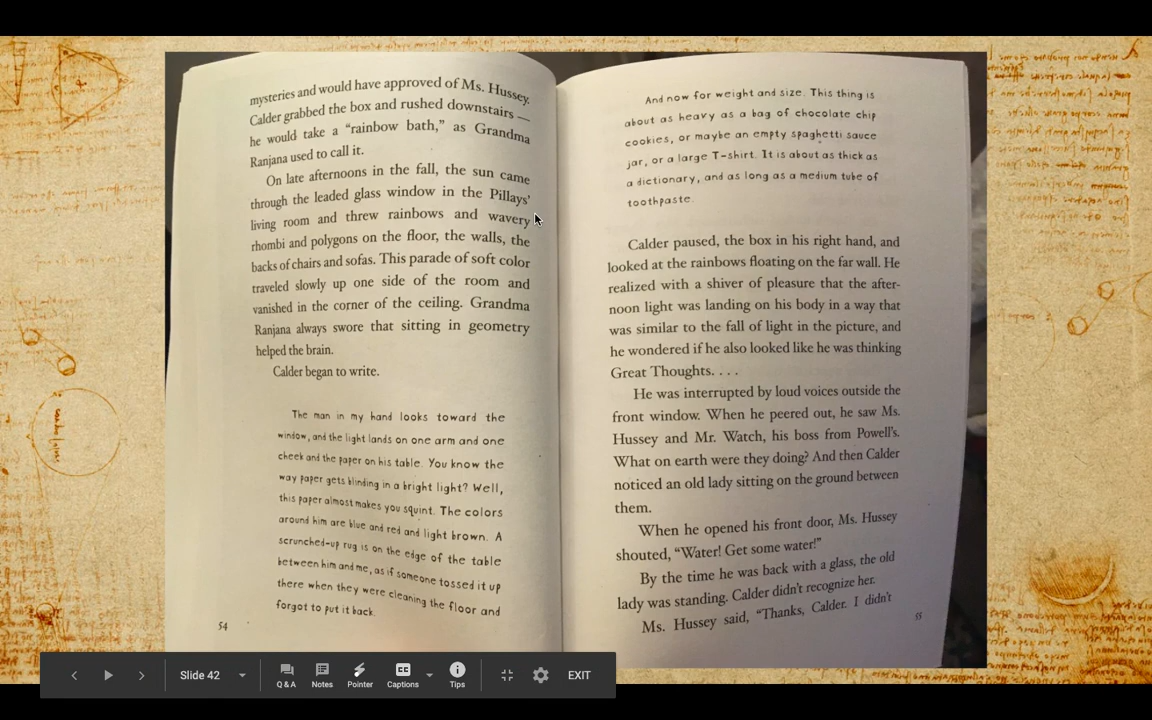 mysteries and would have approved of Ms. Hussey.
Calder grabbed the box and rushed downstairs —
he would take a “rainbow bath,” as Grandma
Ranjana used to call it.
On late afternoons in the fall, the sun came
through the leaded glass window in the Pillays’
living room and threw rainbows and wavery
rhombi and polygons on the floor, the walls, the
backs of chairs and sofas. This parade of soft color
traveled slowly up one side of the room and
vanished in the corner of the ceiling. Grandma
Ranjana always swore that sitting in geometry
helped the brain.
Calder began to write.
The man in my hand looks toward the
window, and the light lands on one arm and one
cheek and the paper on his table. You know the
way paper gets blinding in a bright light? Well,
this paper almost makes you squint. The colors
around him are blue and red and light brown. A
scrunched-up rug is on the edge of the table
between him and me, as if someone tossed it up
there when they were cleaning the floor and
forgot to put it back.
54
And now for weight and size. This thing is
about as heavy as a bag of chocolate chip
cookies, or maybe an empty spaghetti sauce
jar, or a large T-shirt. It is about as thick as
a dictionary, and as long as a medium tube of
toothpaste.
Calder paused, the box in his right hand, and
looked at the rainbows floating on the far wall. He
realized with a shiver of pleasure that the after-
noon light was landing on his body in a way that
was similar to the fall of light in the picture, and
he wondered if he also looked like he was thinking
Great Thoughts. . . .
He was interrupted by loud voices outside the
front window. When he peered out, he saw Ms.
Hussey and Mr. Watch, his boss from Powell’s.
What on earth were they doing? And then Calder
noticed an old lady sitting on the ground between
them.
When he opened his front door, Ms. Hussey
shouted, “Water! Get some water!”
By the time he was back with a glass, the old
lady was standing. Calder didn’t recognize her.
Ms. Hussey said, “Thanks, Calder. I didn’t
55
Slide 42
Q & A
Notes
Pointer
CC
Captions
Tips
EXIT